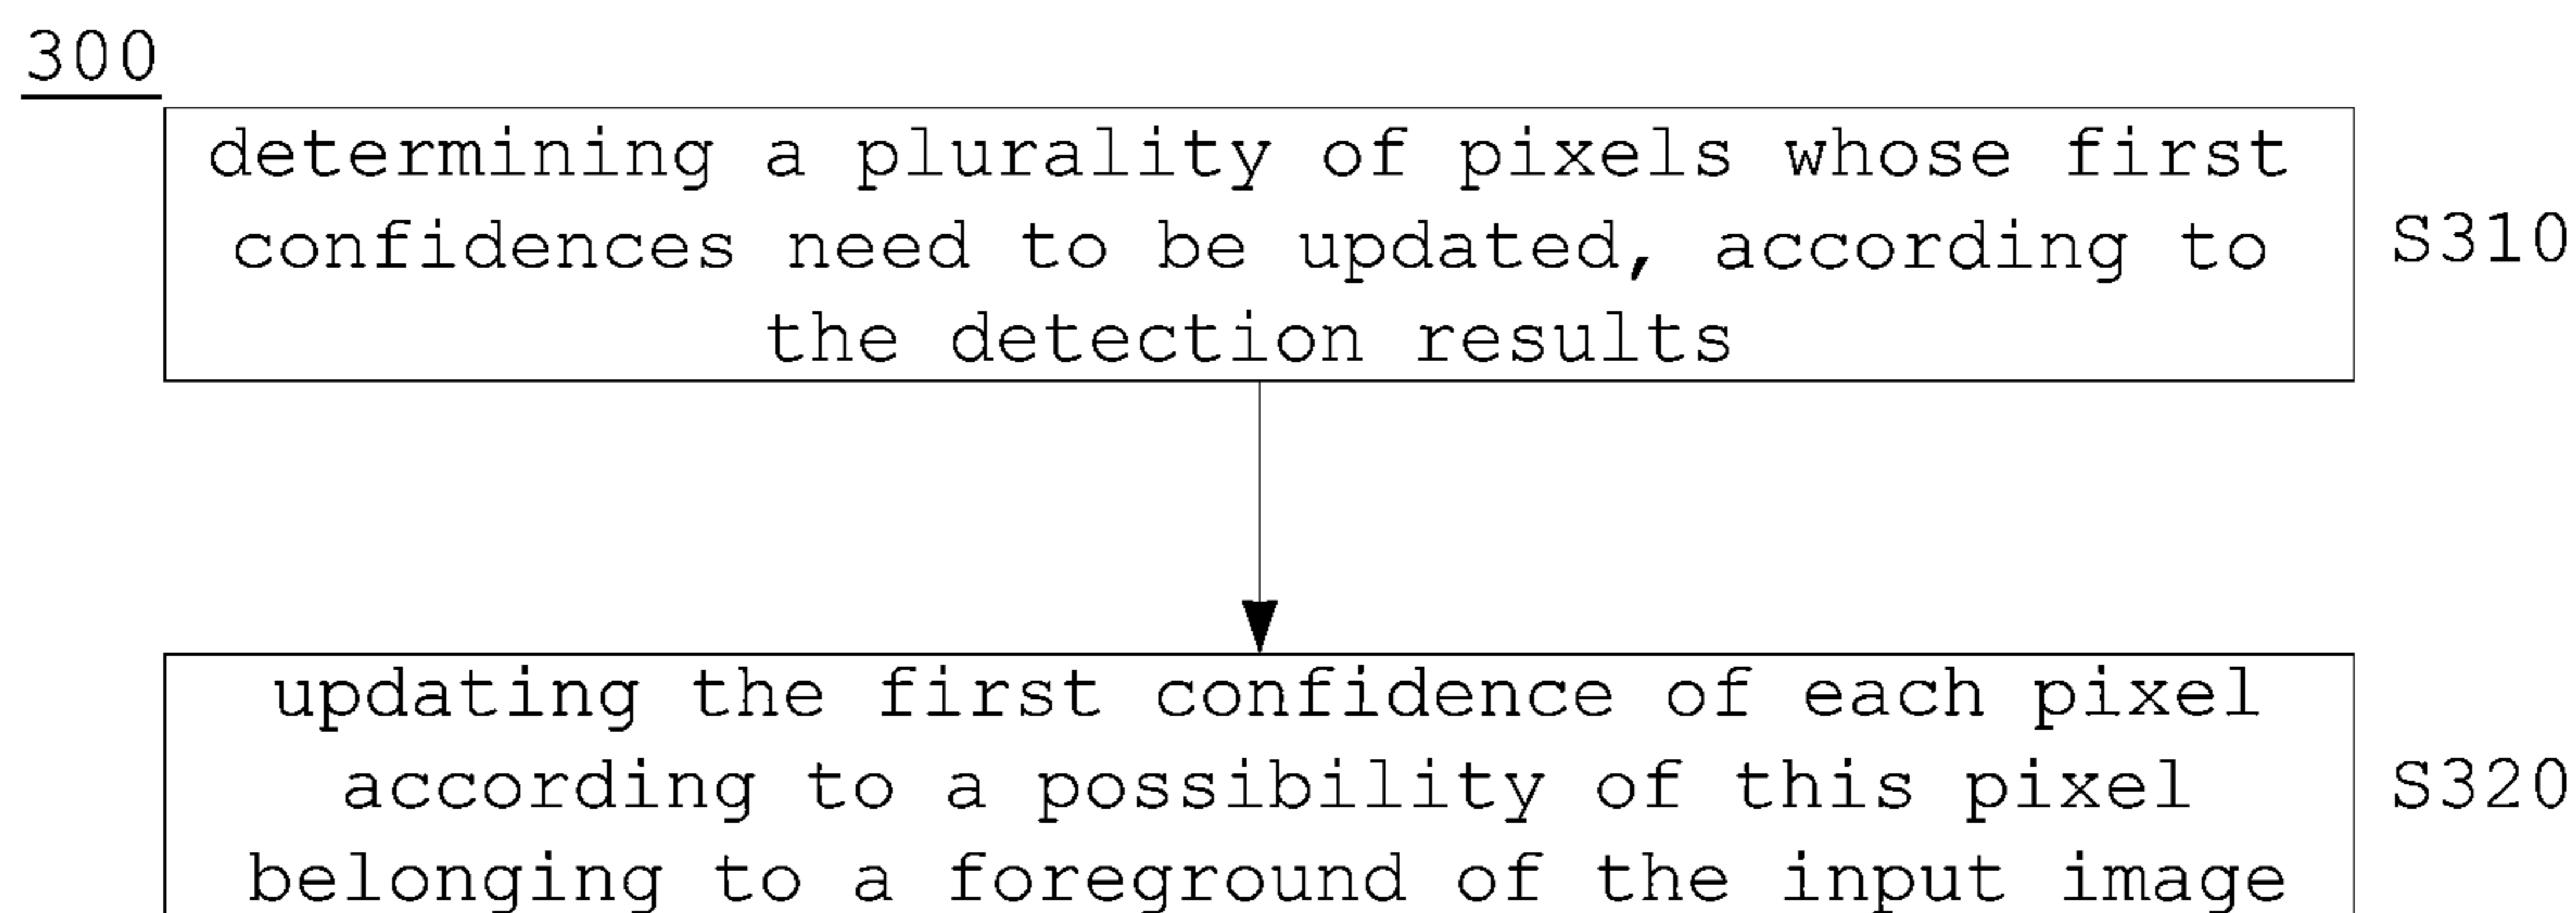 300
determining a plurality of pixels whose first
confidences need to be updated, according to
the detection results
S310
updating the first confidence of each pixel
according to a possibility of this pixel
belonging to a foreground of the input image
S320